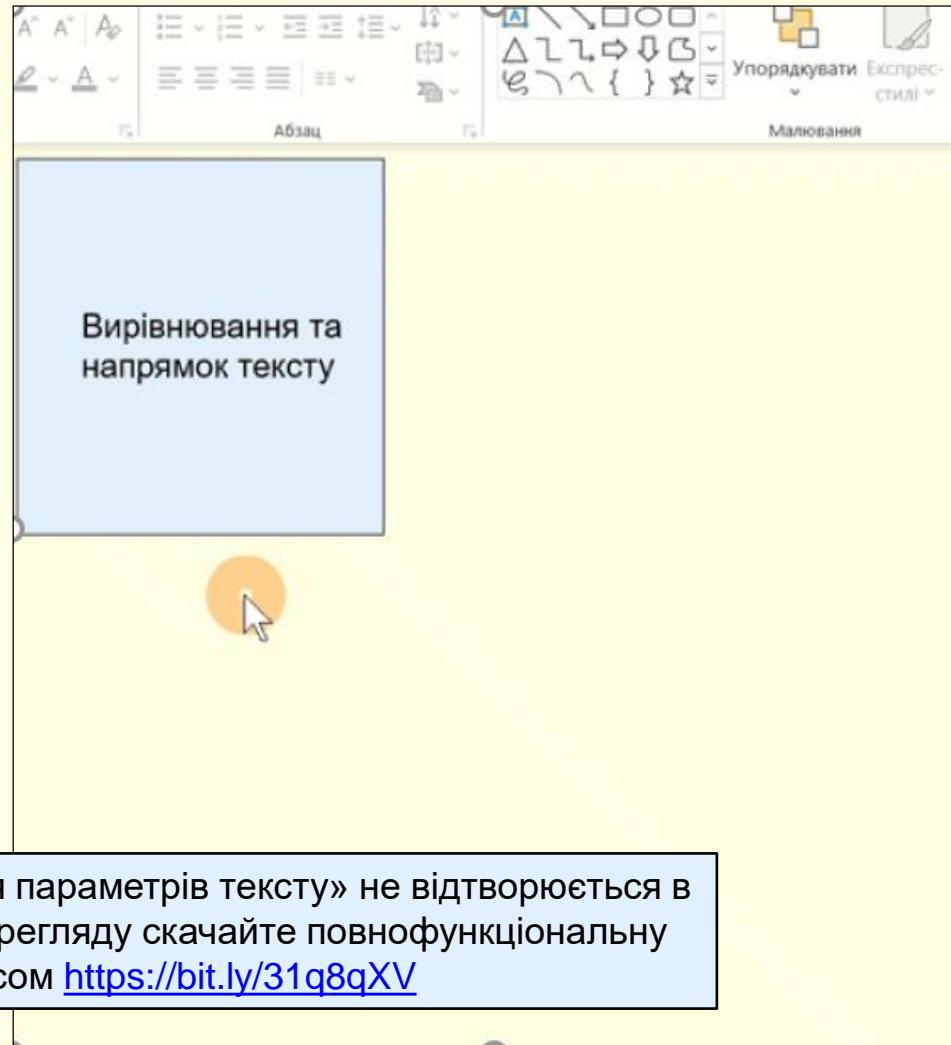 Упорядкувати Експрес-
стилі
Абзац Малювання
Вирівнювання та
напрямок тексту
я параметрів тексту» не відтворюється в
регляду скачайте повнофункціональну
сом https://bit.ly/31q8qXV